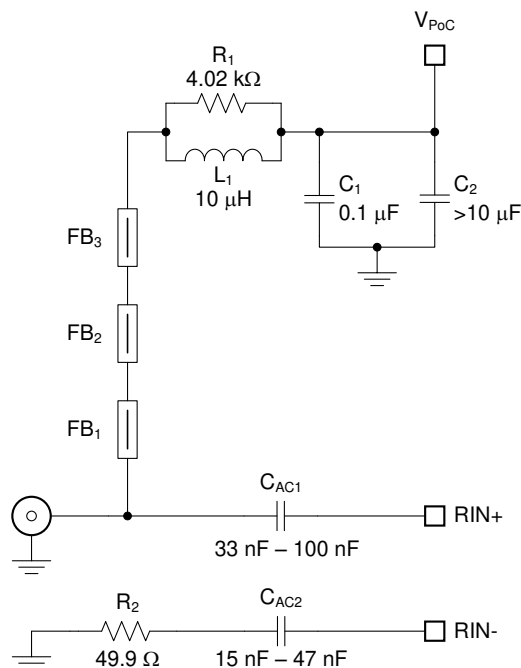 V_PoC
R1
4.02 kΩ
L1
10 μH
C1
0.1 μF
C2
>10 μF
FB3
FB2
FB1
CAC1
33 nF – 100 nF
RIN+
R2
49.9 Ω
CAC2
15 nF – 47 nF
RIN-